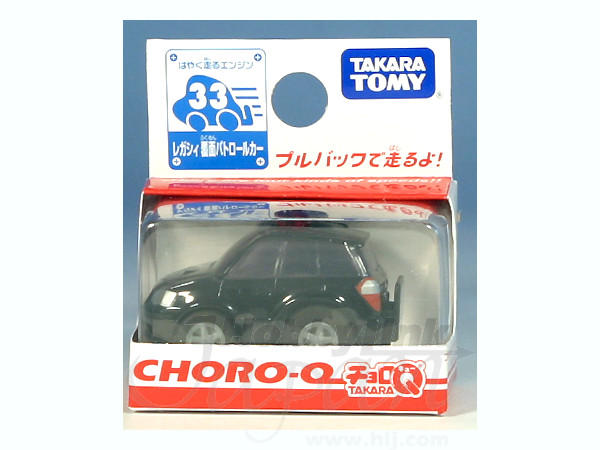 はやく走るエンジン
33
レガシィ 覆面パトロールカー
TAKARA
TOMY
プルバックで走るよ!
CHORO-Q
チョロQ
TAKARA
HobbyLink
Japan
www.hlj.com